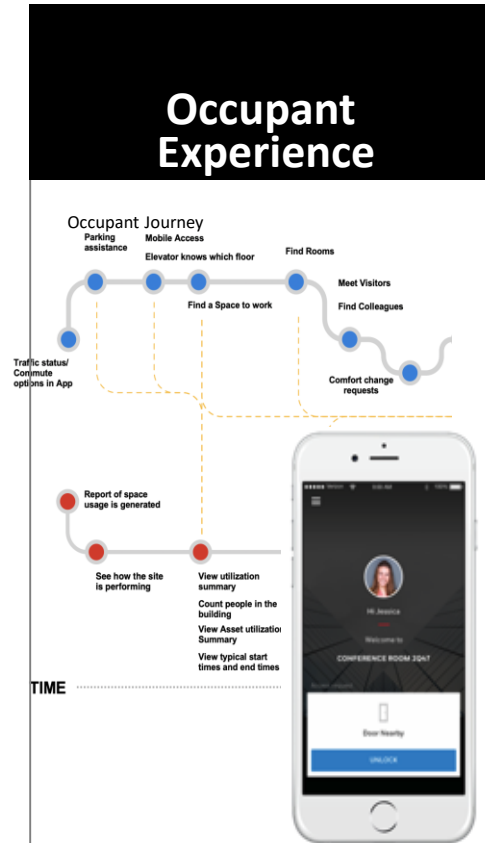 Occupant
Experience
Occupant Journey
Parking
assistance
Mobile Access
Elevator knows which floor
Find Rooms
Find a Space to work
Meet Visitors
Find Colleagues
Traffic status/
Commute
options in App
Comfort change
requests
Report of space
usage is generated
See how the site
is performing
View utilization
summary
Count people in the
building
View Asset utilization
Summary
View typical start
times and end times
TIME
100%
Hi Jessica
Welcome to
CONFERENCE ROOM 2Q47
Door Nearby
UNLOCK